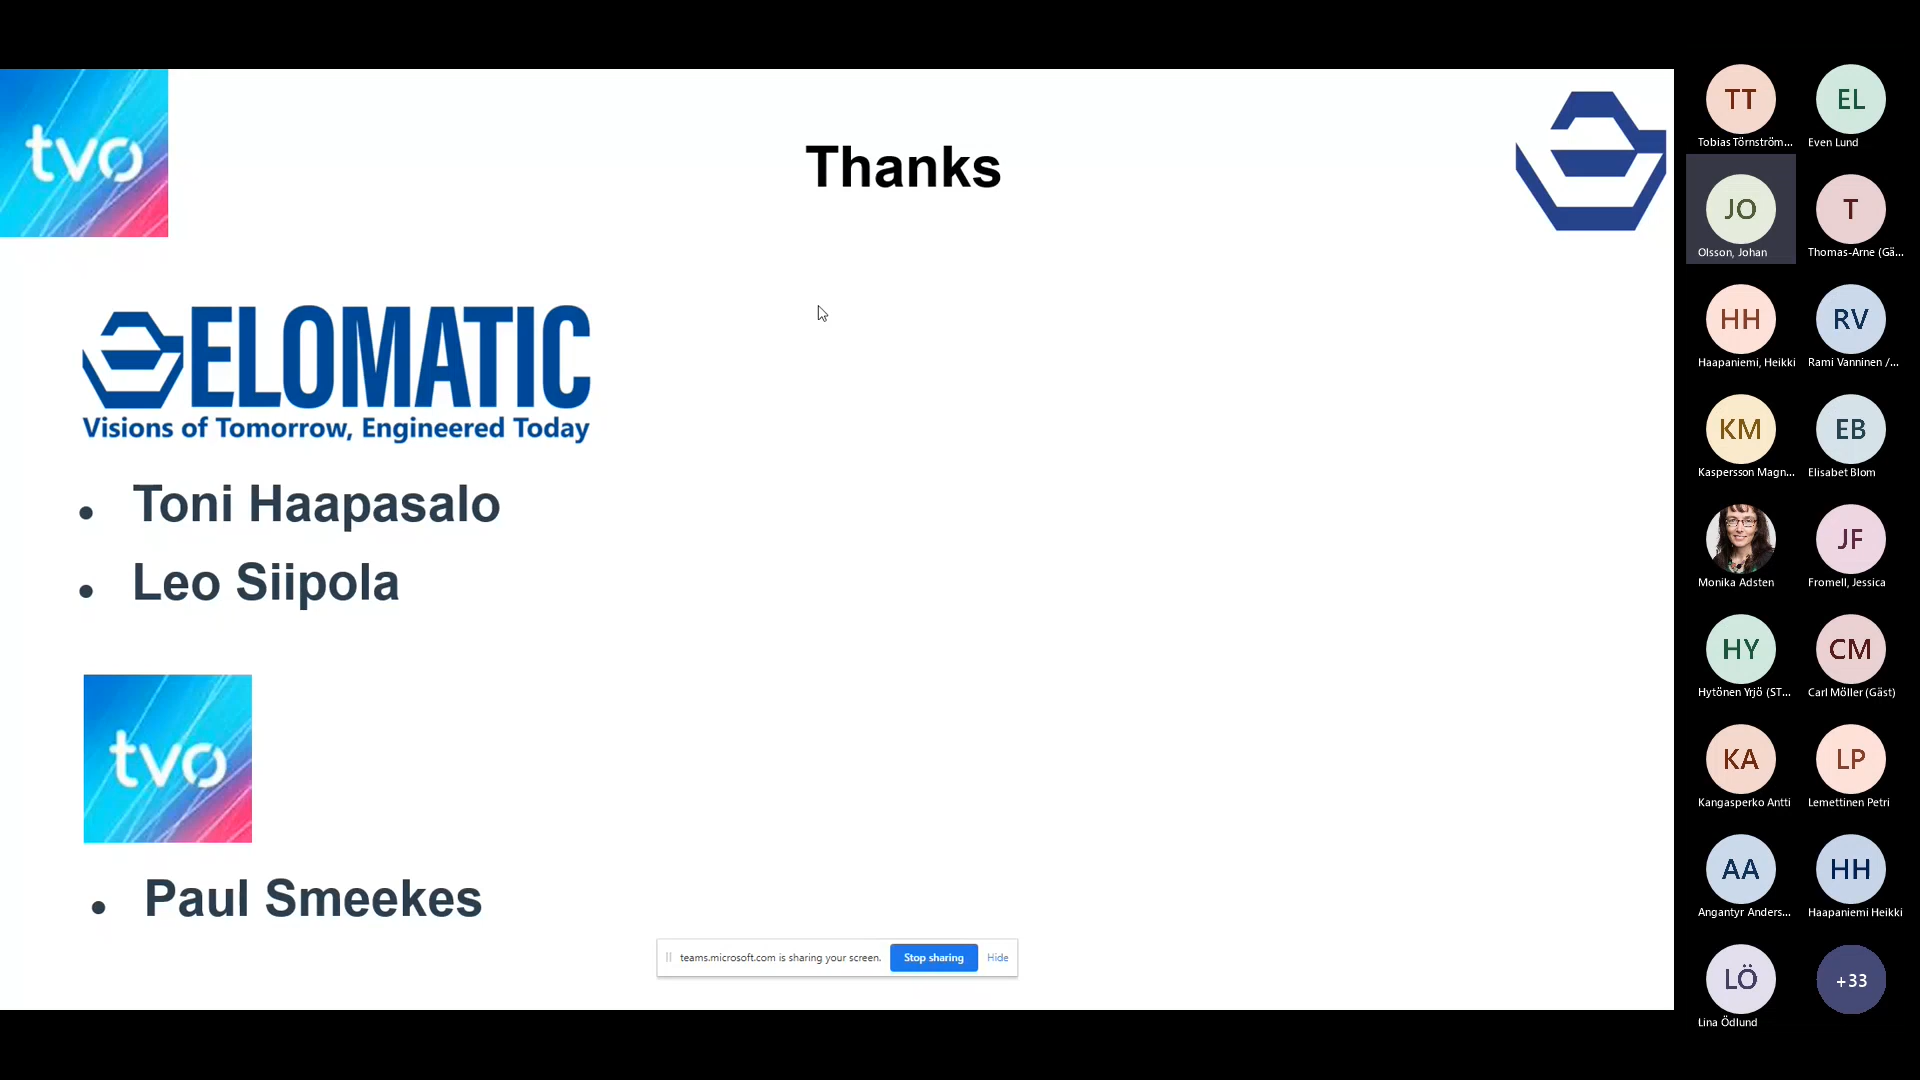 tvo
Thanks
ELOMATIC
Visions of Tomorrow, Engineered Today
• Toni Haapasalo
• Leo Siipola
tvo
• Paul Smeekes
teams.microsoft.com is sharing your screen. Stop sharing Hide
TT EL
Tobias Törnström... Even Lund
JO T
Olsson, Johan Thomas-Arne (Gä...
HH RV
Haapaniemi, Heikki Rami Vanninen /...
KM EB
Kaspersson Magn... Elisabet Blom
JF
Monika Adsten Fromell, Jessica
HY CM
Hytönen Yrjö (ST... Carl Möller (Gäst)
KA LP
Kangasperko Antti Lemettinen Petri
AA HH
Angantyr Anders... Haapaniemi Heikki
LÖ +33
Lina Ödlund